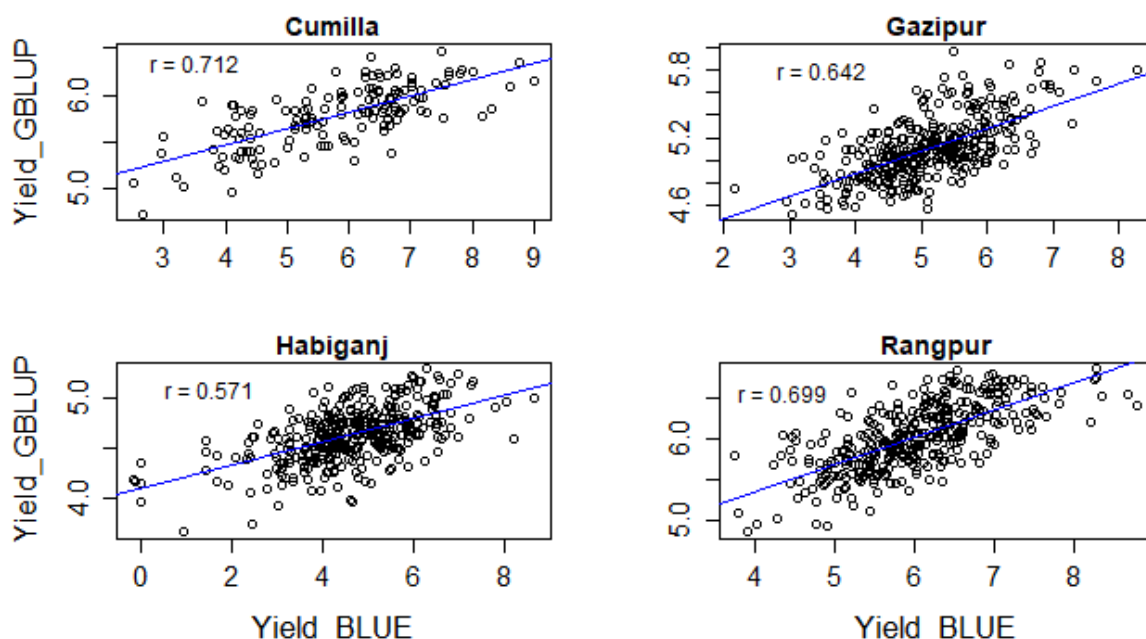 Cumilla
Yield_GBLUP
5.0 6.0
r = 0.712
3 4 5 6 7 8 9
Gazipur
4.6 5.2 5.8
r = 0.642
2 3 4 5 6 7 8
Habiganj
Yield_GBLUP
4.0 5.0
r = 0.571
0 2 4 6 8
Yield_BLUE
Rangpur
5.0 6.0
r = 0.699
4 5 6 7 8
Yield_BLUE